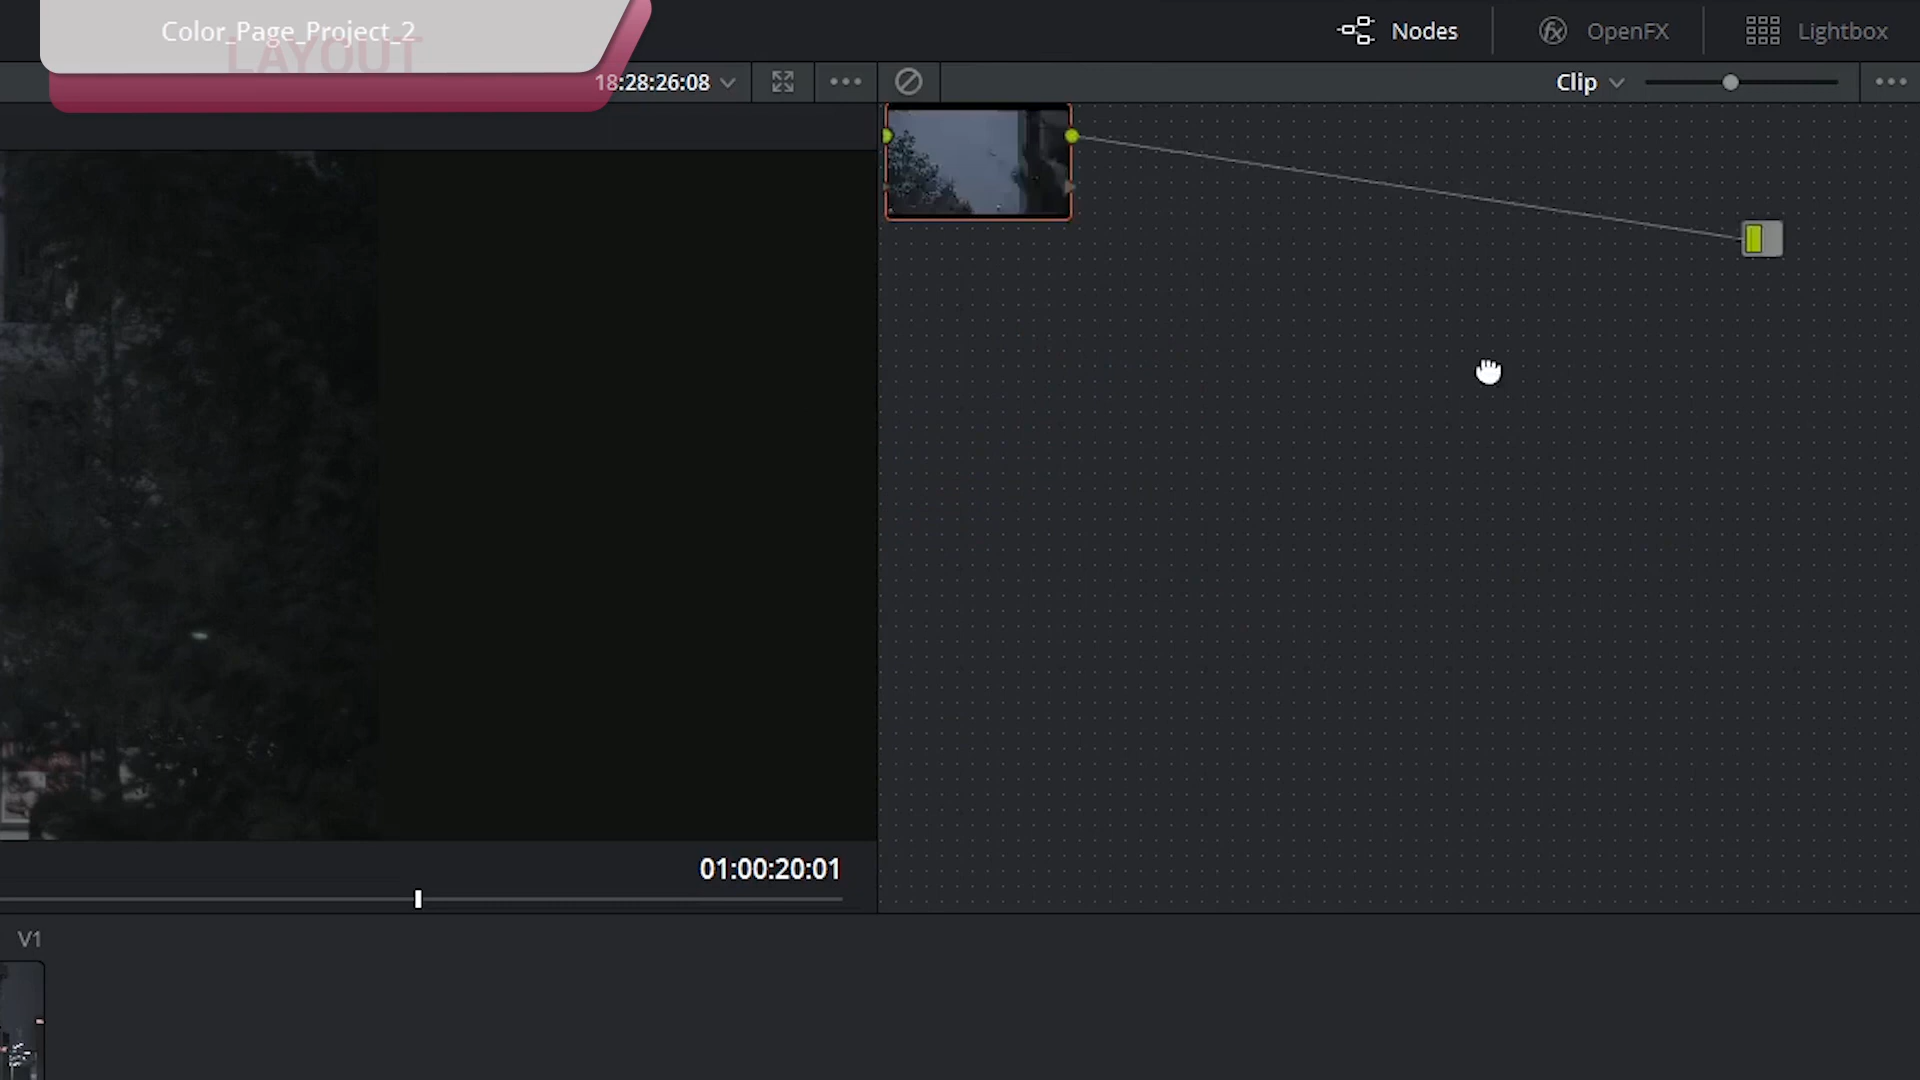 Color_Page_Project_2
LAYOUT
Nodes
OpenFX
Lightbox
18:28:26:08
Clip
01:00:20:01
V1